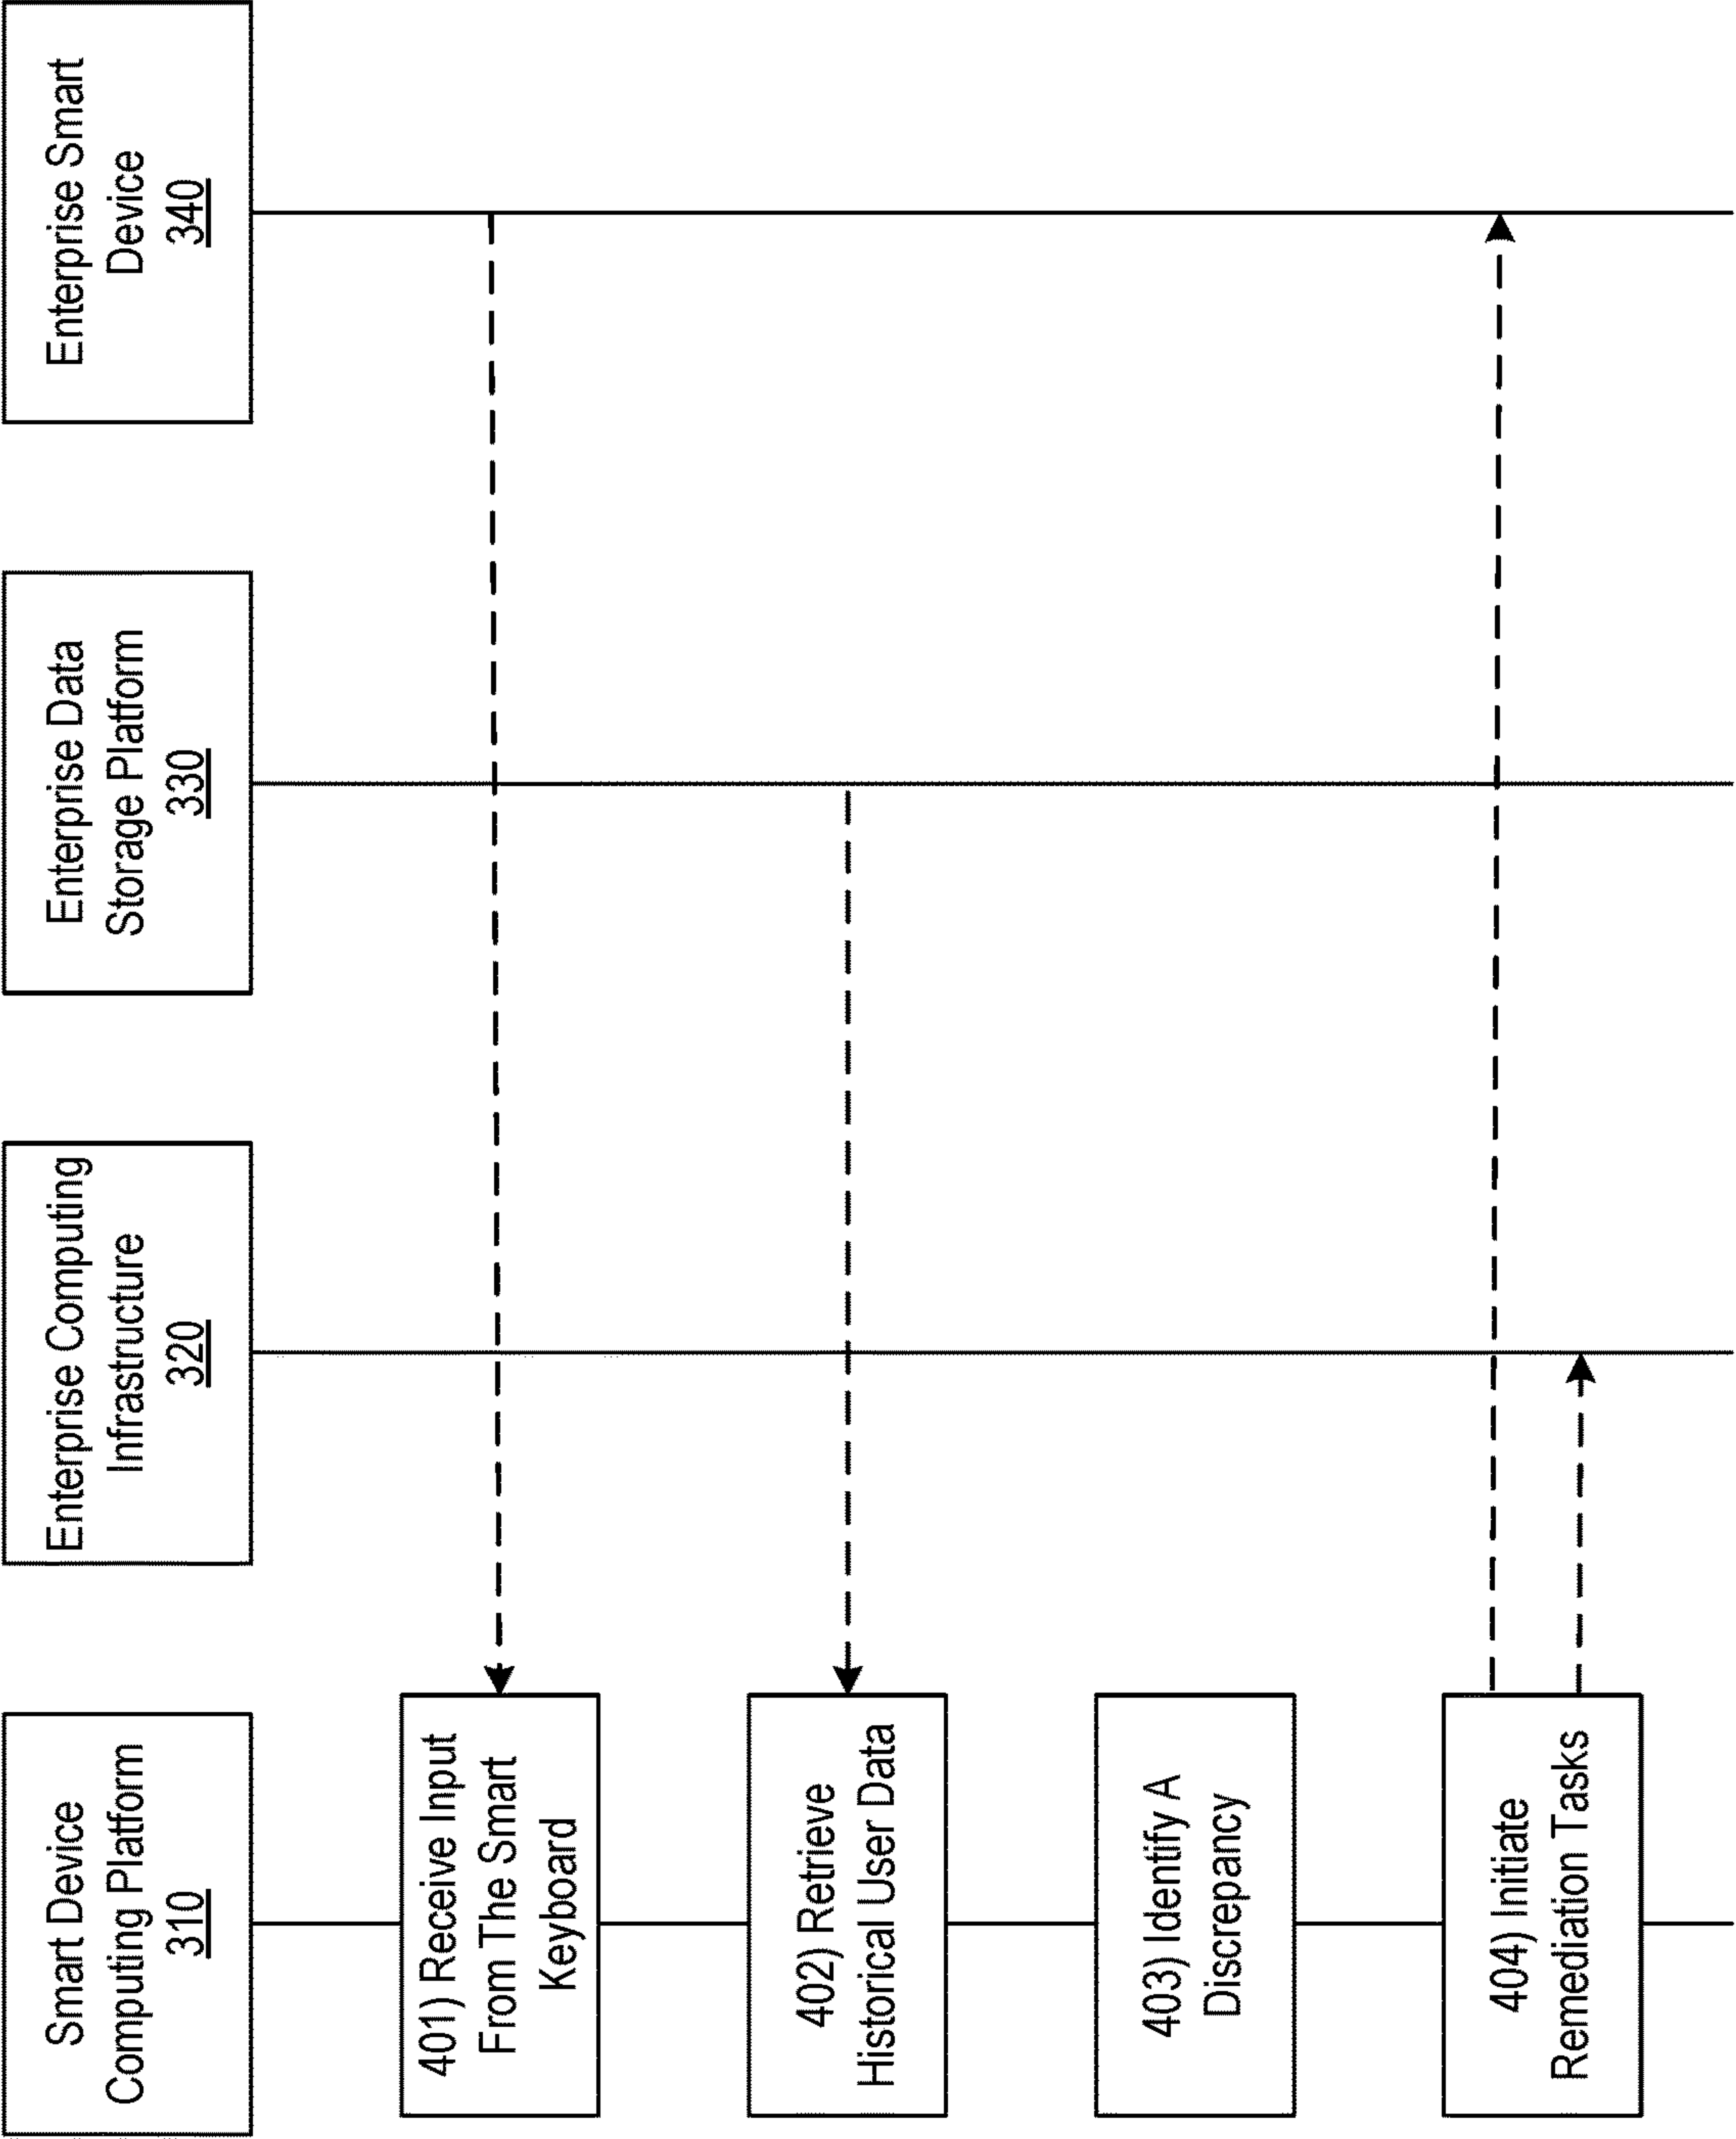 Smart Device
Computing Platform
310
Enterprise Computing
Infrastructure
320
Enterprise Data
Storage Platform
330
Enterprise Smart
Device
340
401) Receive Input
From The Smart
Keyboard
402) Retrieve
Historical User Data
403) Identify A
Discrepancy
404) Initiate
Remediation Tasks